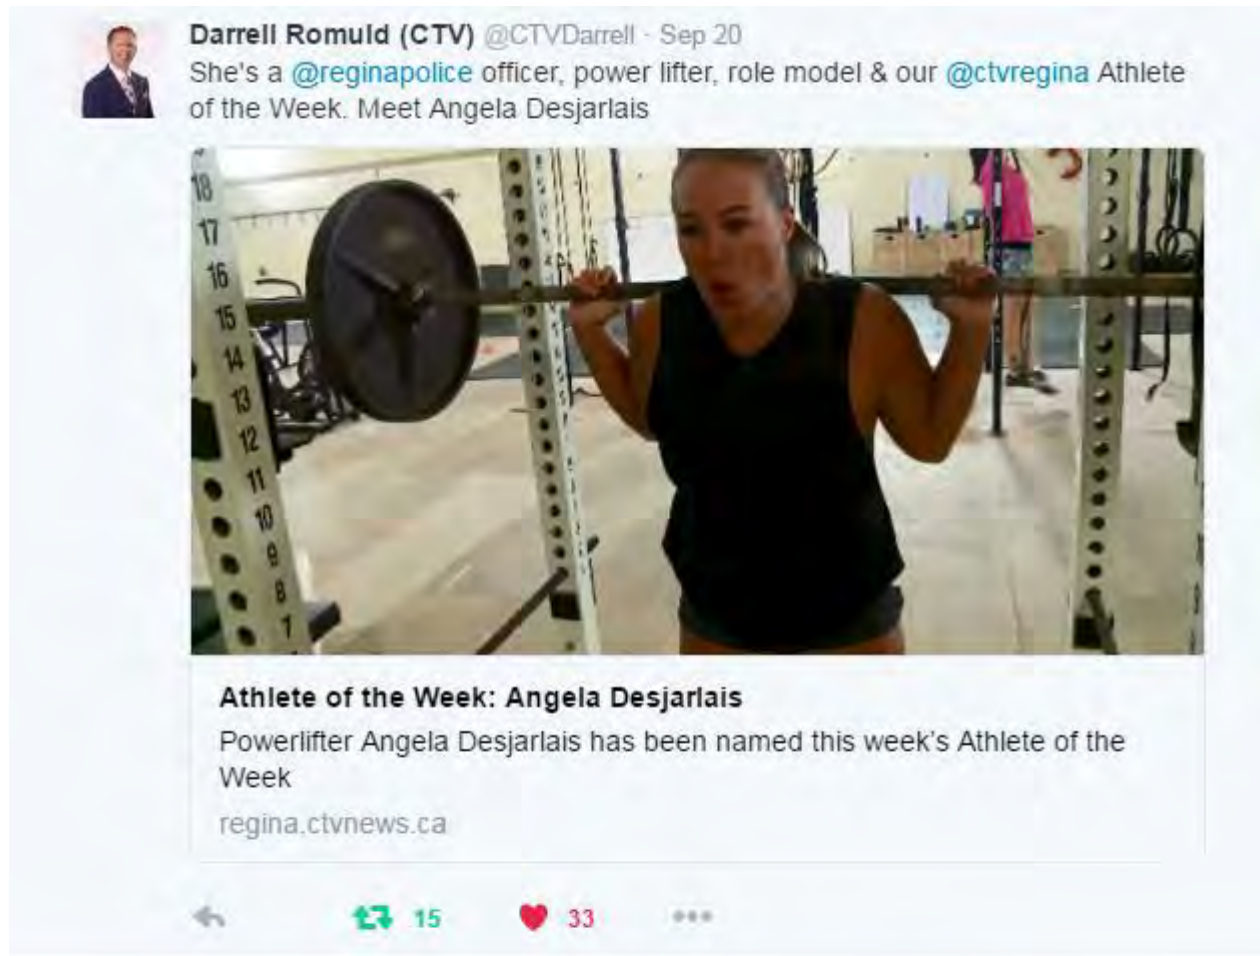 Darrell Romuld (CTV) @CTVDarrell · Sep 20
She's a @reginapolice officer, power lifter, role model & our @ctvregina Athlete
of the Week. Meet Angela Desjarlais
18
17
16
15
14
13
12
11
10
9
8
7
Athlete of the Week: Angela Desjarlais
Powerlifter Angela Desjarlais has been named this week's Athlete of the
Week
regina.ctvnews.ca
15
33